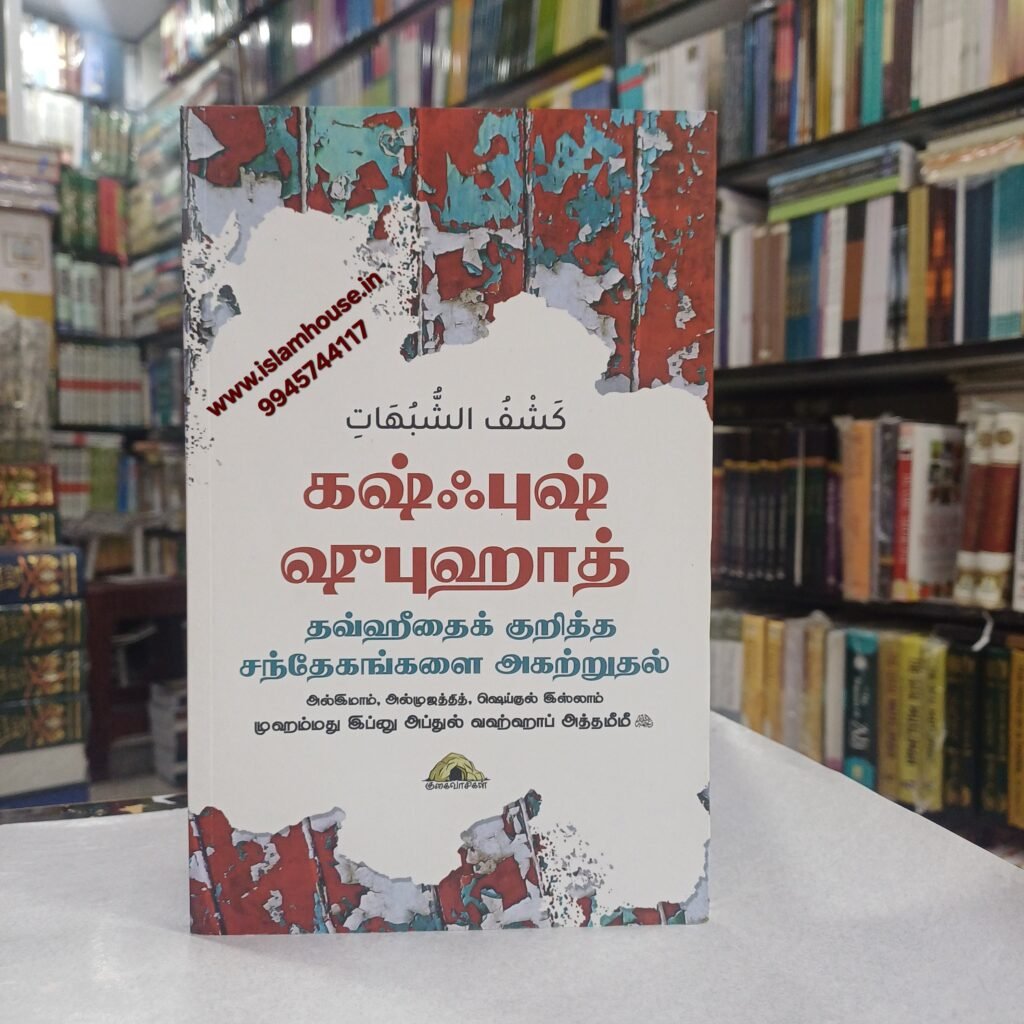 www.islamhouse.in
9945744117
كَشْفُ الشُّبُهَاتِ
கஷ்ஃபுஷ்
ஷுபுஹாத்
தவ்ஹீதைக் குறித்த
சந்தேகங்களை அகற்றுதல்
அல்இமாம், அல்முஜத்தித், ஷெய்குல் இஸ்லாம்
முஹம்மது இப்னு அப்துல் வஹ்ஹாப் அத்தமீமீ
குகைவாசிகள்